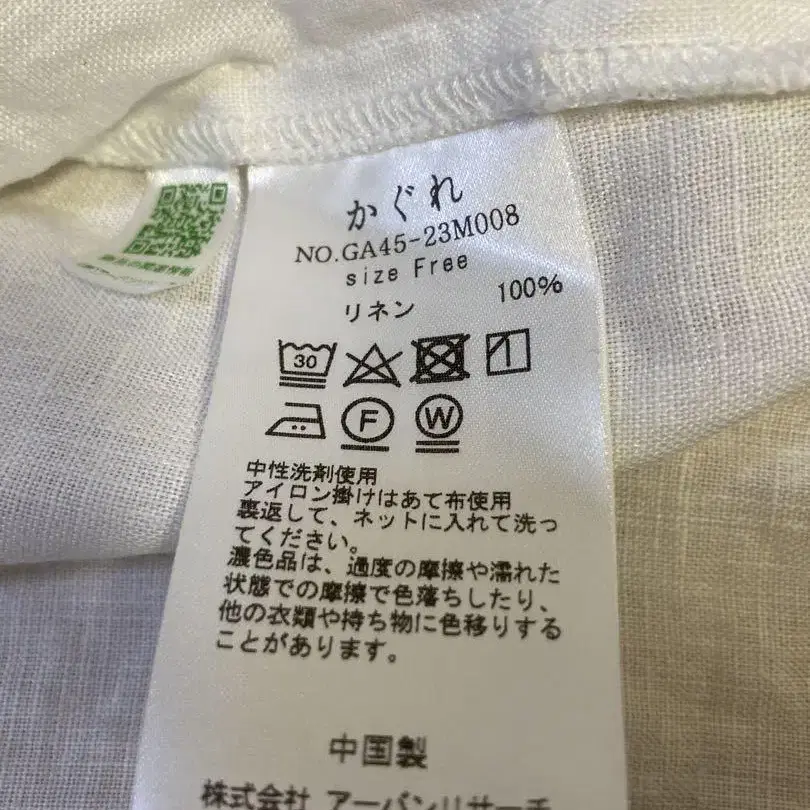 かぐれ
NO.GA45-23M008
size Free
リネン 100%
30
F W
中性洗剤使用
アイロン掛けはあて布使用
裏返して、ネットに入れて洗っ
てください。
濃色品は、過度の摩擦や濡れた
状態での摩擦で色落ちしたり、
他の衣類や持ち物に色移りする
ことがあります。
中国製
株式会社 アーバンリサーチ